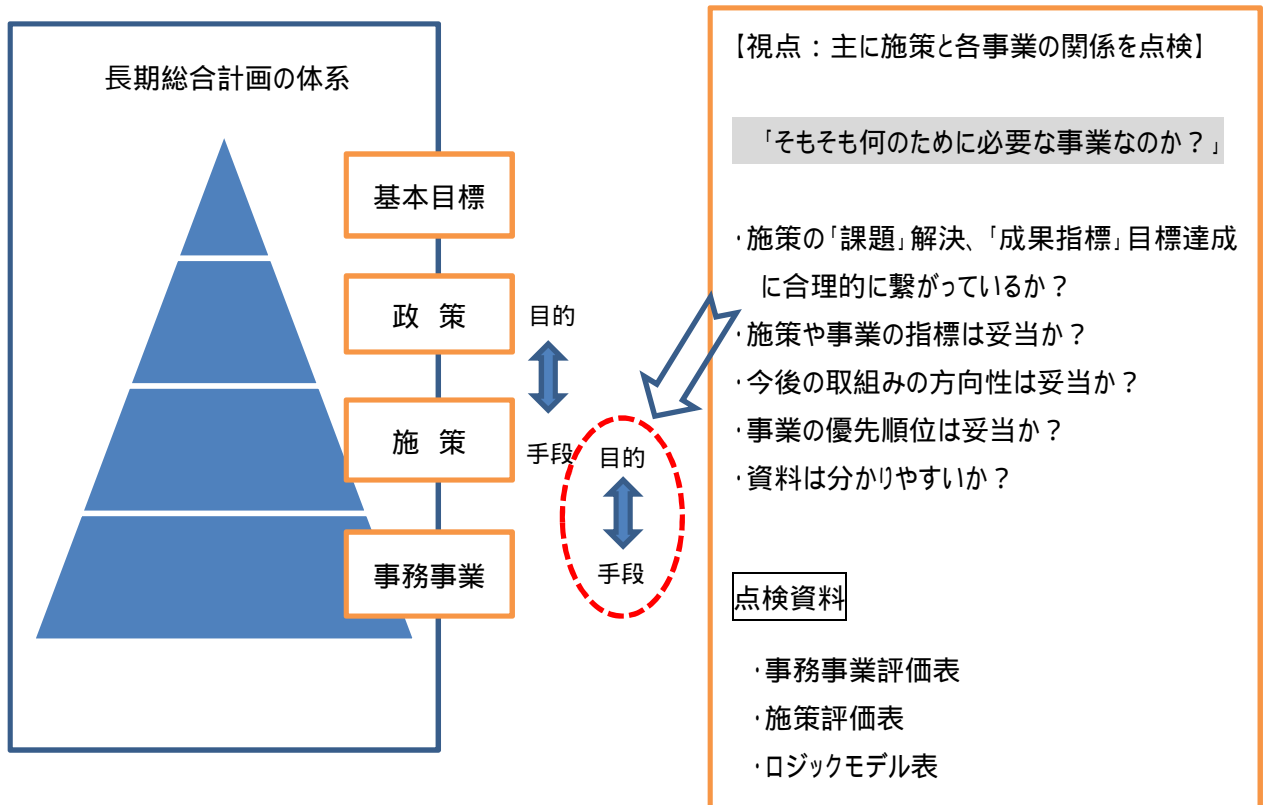 長期総合計画の体系
基本目標
政 策
施 策
事務事業
目的
手段
目的
手段
【視点：主に施策と各事業の関係を点検】
「そもそも何のために必要な事業なのか？」
・施策の「課題」解決、「成果指標」目標達成
に合理的に繋がっているか？
・施策や事業の指標は妥当か？
・今後の取組みの方向性は妥当か？
・事業の優先順位は妥当か？
・資料は分かりやすいか？
点検資料
・事務事業評価表
・施策評価表
・ロジックモデル表